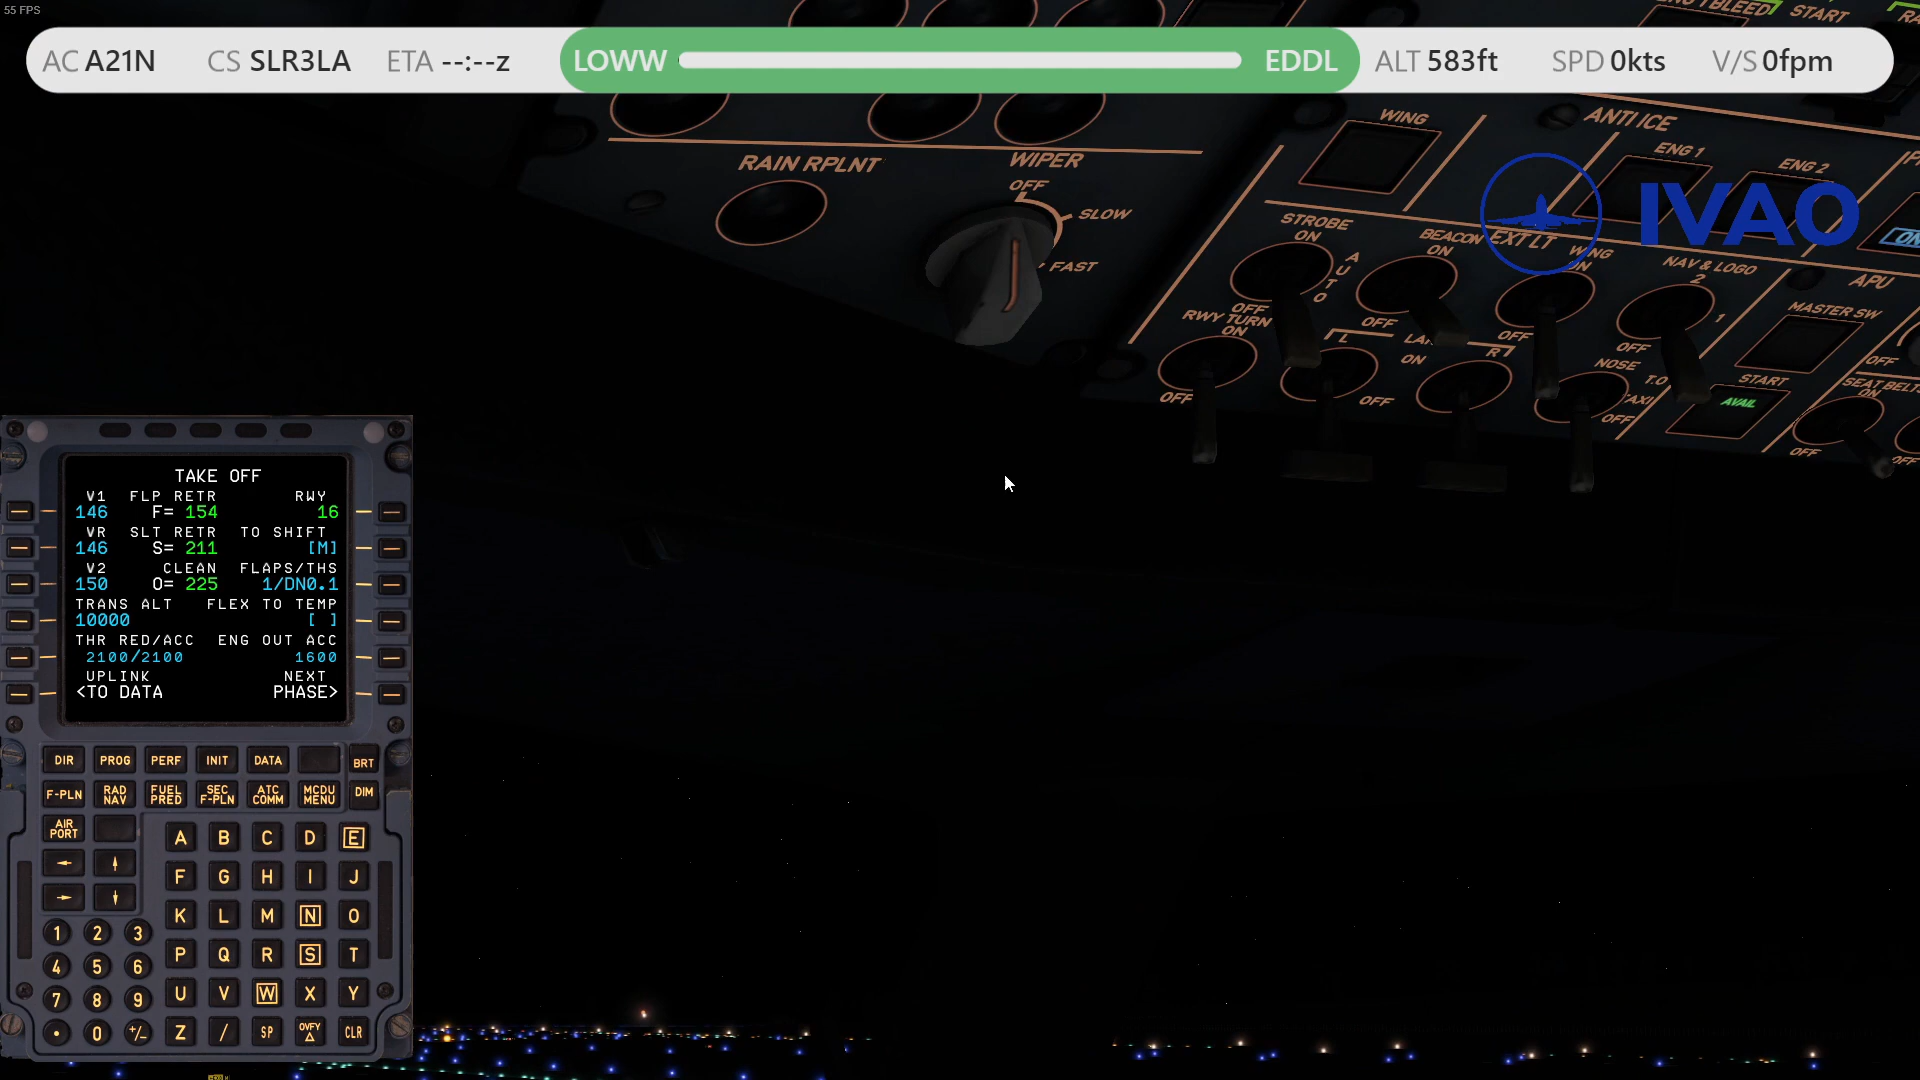 55 FPS
AC A21N CS SLR3LA ETA --:--z LOWW EDDL ALT 583ft SPD 0kts V/S 0fpm
BLEED START
WING ANTI ICE
ENG 1 ENG 2
RAIN RPLNT WIPER
OFF
SLOW
FAST
IVAO
STROBE
ON
AUTO
OFF
BEACON
ON
OFF
EXT LT
WING
ON
OFF
NAV & LOGO
2
1
OFF
APU
MASTER SW
START
AVAIL
ON
RWY TURN
ON
OFF
L
R
ON
OFF
NOSE
T.O
TAXI
OFF
OFF
SEAT BELTS
ON
OFF
OFF
TAKE OFF
V1 FLP RETR RWY
146 F= 154 16
VR SLT RETR TO SHIFT
146 S= 211 [M]
V2 CLEAN FLAPS/THS
150 O= 225 1/DN0.1
TRANS ALT FLEX TO TEMP
10000 [ ]
THR RED/ACC ENG OUT ACC
2100/2100 1600
UPLINK NEXT
<TO DATA PHASE>
DIR PROG PERF INIT DATA BRT
F-PLN RAD NAV FUEL PRED SEC F-PLN ATC COMM MCDU MENU DIM
AIR PORT
A B C D E
← ↑ F G H I J
→ ↓ K L M N O
1 2 3
P Q R S T
4 5 6
U V W X Y
7 8 9
. 0 +/- Z / SP OVFY Δ CLR